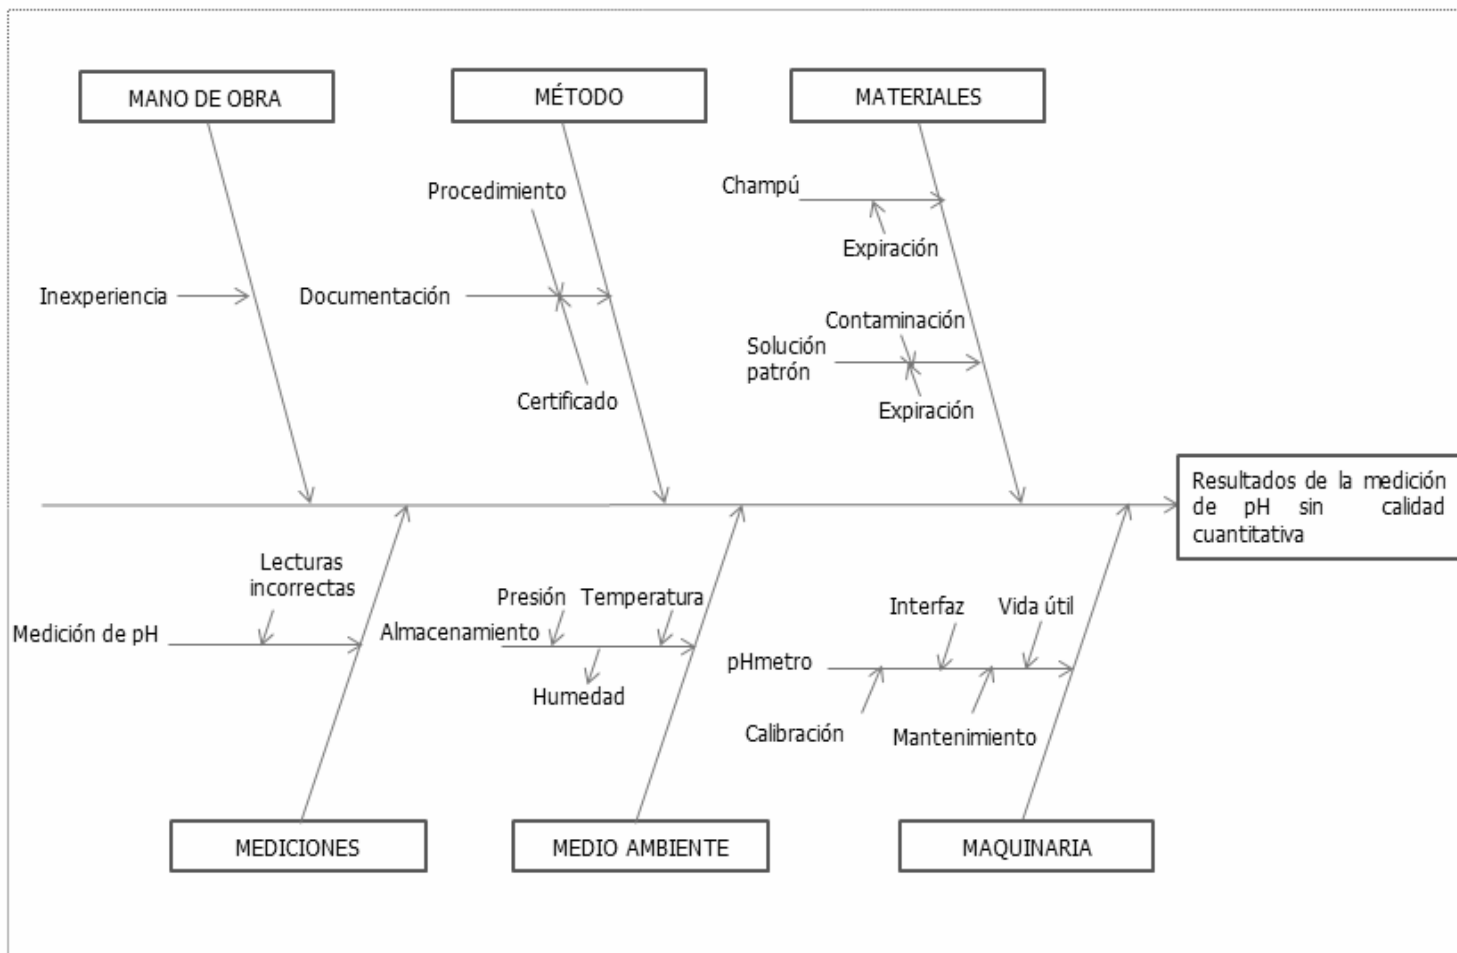 MANO DE OBRA
MÉTODO
MATERIALES
Procedimiento
Champú
Expiración
Inexperiencia
Documentación
Contaminación
Solución
patrón
Certificado
Expiración
Resultados de la medición
de pH sin calidad
cuantitativa
Lecturas
incorrectas
Medición de pH
Presión
Temperatura
Almacenamiento
Humedad
Interfaz
Vida útil
pHmetro
Calibración
Mantenimiento
MEDICIONES
MEDIO AMBIENTE
MAQUINARIA